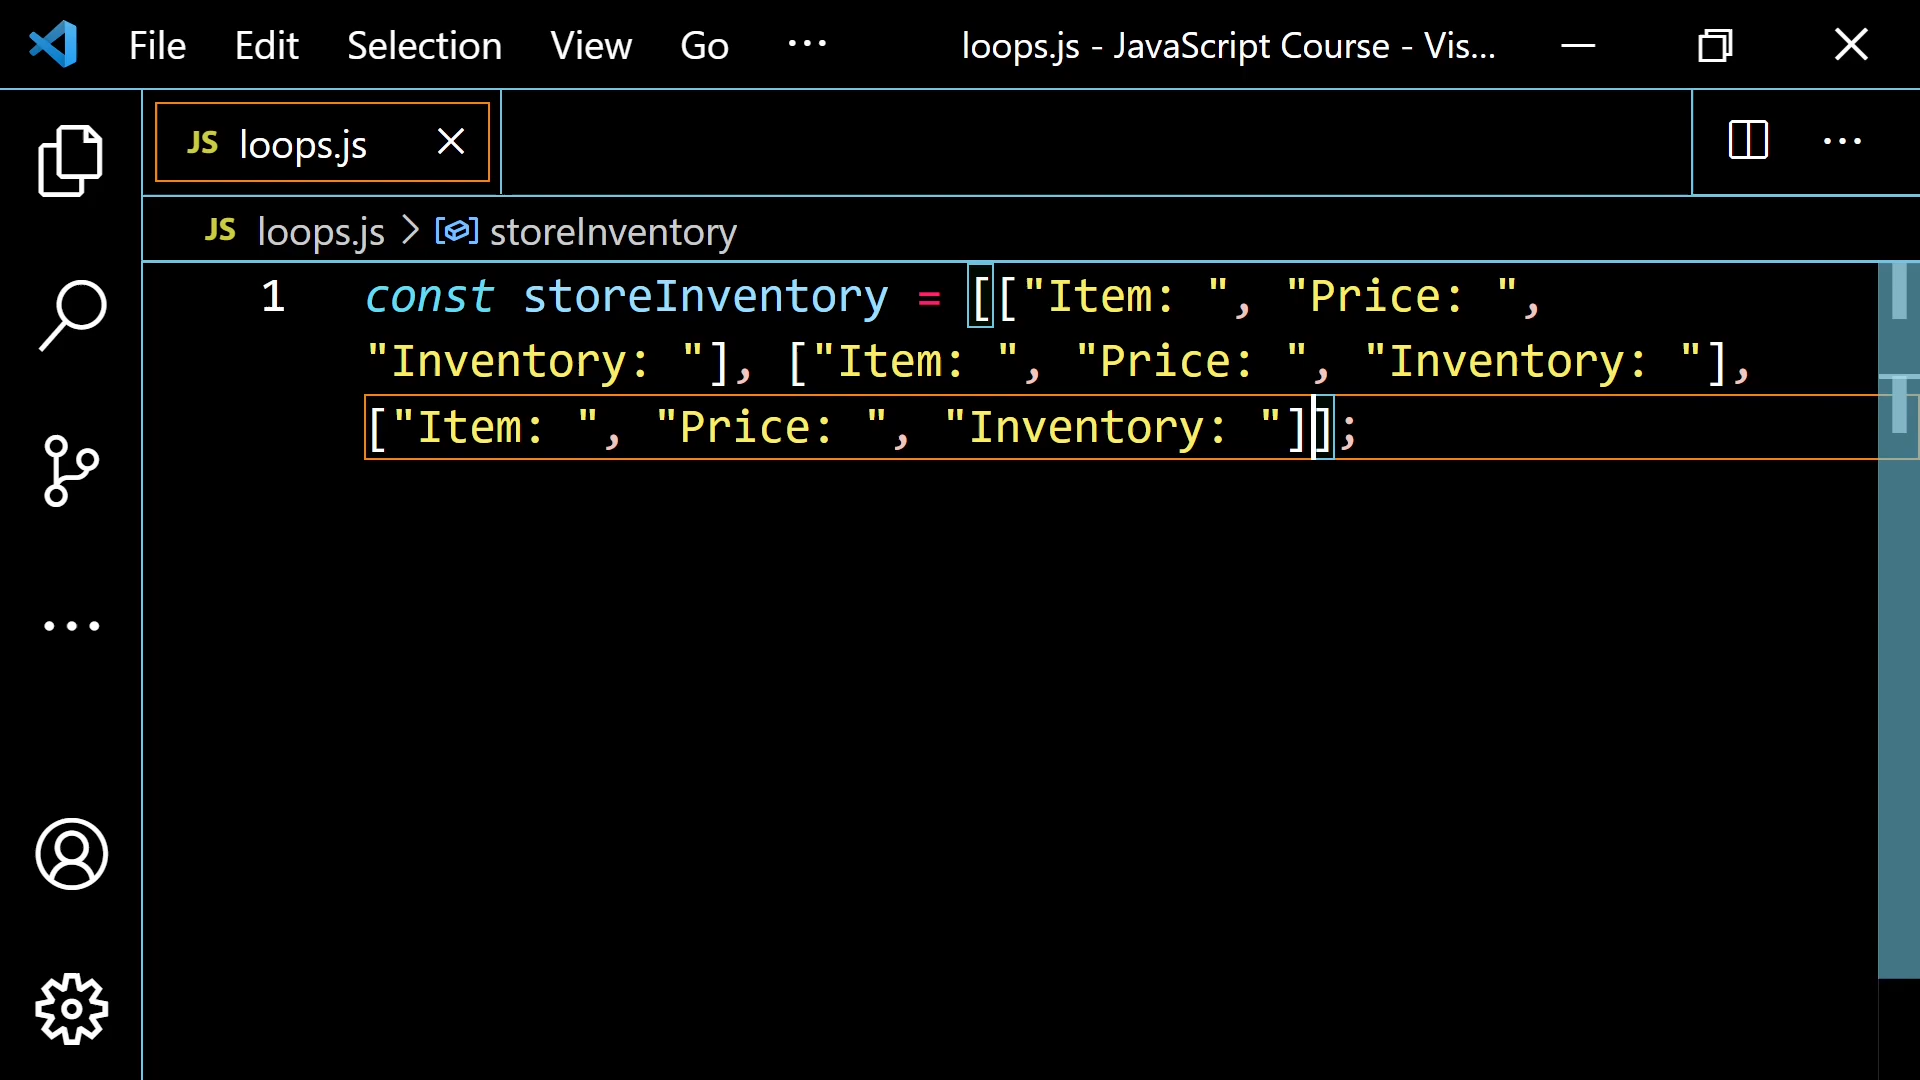 File Edit Selection View Go ··· loops.js - JavaScript Course - Vis...
JS loops.js
JS loops.js > storeInventory
1 const storeInventory = [["Item: ", "Price: ",
"Inventory: "], ["Item: ", "Price: ", "Inventory: "],
["Item: ", "Price: ", "Inventory: "]];